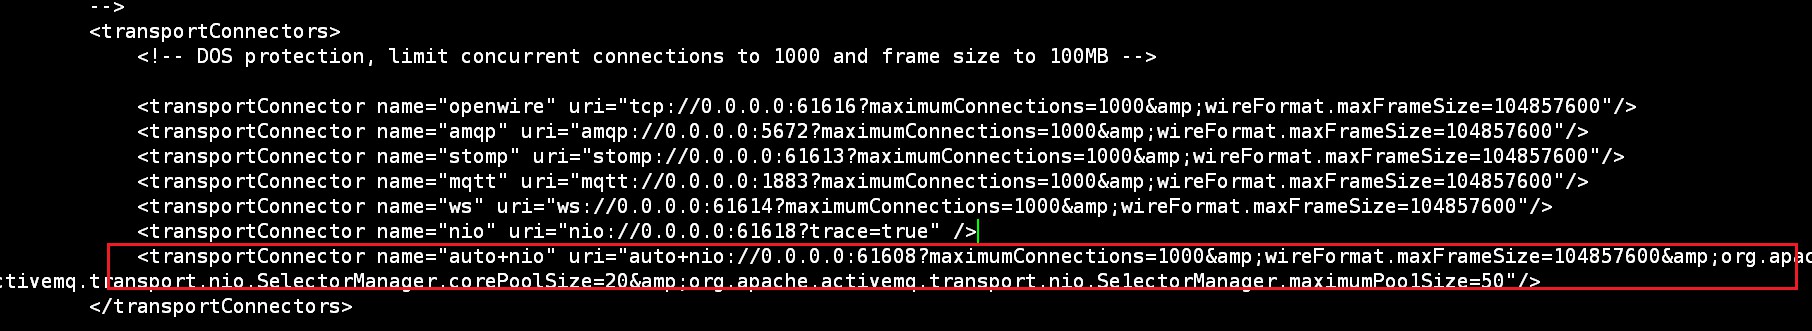 -->
<transportConnectors>
<!-- DOS protection, limit concurrent connections to 1000 and frame size to 100MB -->
<transportConnector name="openwire" uri="tcp://0.0.0.0:61616?maximumConnections=1000&amp;wireFormat.maxFrameSize=104857600"/>
<transportConnector name="amqp" uri="amqp://0.0.0.0:5672?maximumConnections=1000&amp;wireFormat.maxFrameSize=104857600"/>
<transportConnector name="stomp" uri="stomp://0.0.0.0:61613?maximumConnections=1000&amp;wireFormat.maxFrameSize=104857600"/>
<transportConnector name="mqtt" uri="mqtt://0.0.0.0:1883?maximumConnections=1000&amp;wireFormat.maxFrameSize=104857600"/>
<transportConnector name="ws" uri="ws://0.0.0.0:61614?maximumConnections=1000&amp;wireFormat.maxFrameSize=104857600"/>
<transportConnector name="nio" uri="nio://0.0.0.0:61618?trace=true" />
<transportConnector name="auto+nio" uri="auto+nio://0.0.0.0:61608?maximumConnections=1000&amp;wireFormat.maxFrameSize=104857600&amp;org.apac
ctivemq.transport.nio.SelectorManager.corePoolSize=20&amp;org.apache.activemq.transport.nio.Se1ectorManager.maximumPoo1Size=50"/>
</transportConnectors>